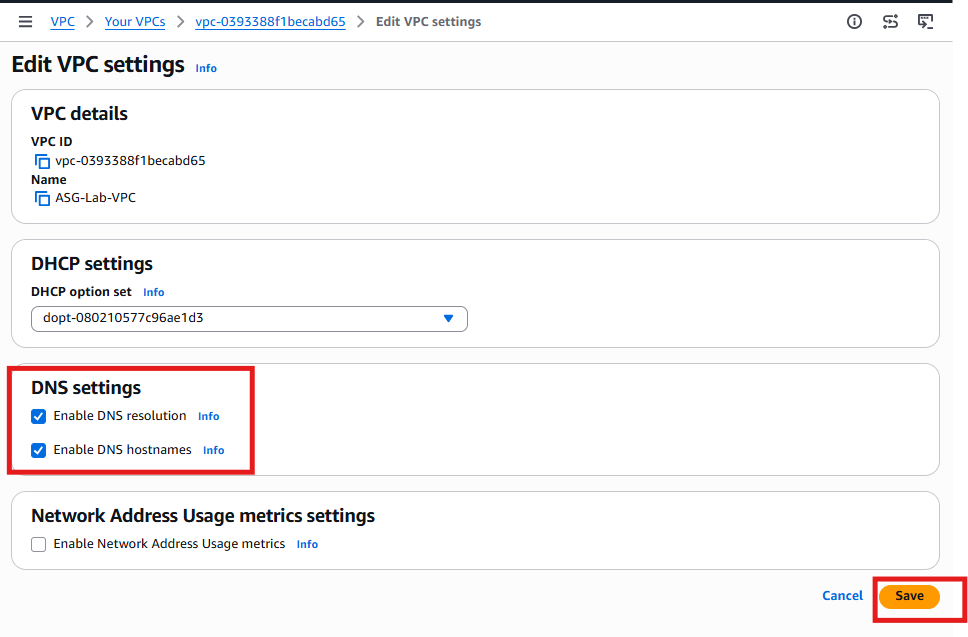 VPC > Your VPCs > vpc-0393388f1becabd65 > Edit VPC settings
Edit VPC settings Info
VPC details
VPC ID
vpc-0393388f1becabd65
Name
ASG-Lab-VPC
DHCP settings
DHCP option set Info
dopt-080210577c96ae1d3
DNS settings
Enable DNS resolution Info
Enable DNS hostnames Info
Network Address Usage metrics settings
Enable Network Address Usage metrics Info
Cancel Save